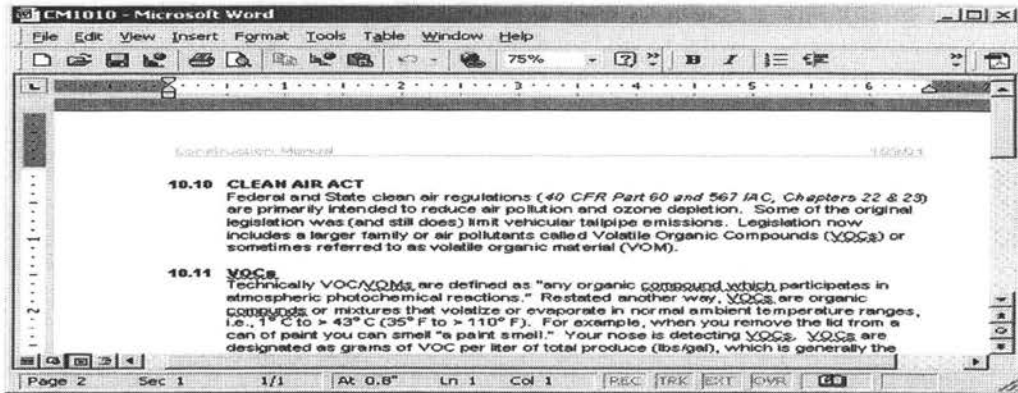 CM1010 - Microsoft Word
File Edit View Insert Format Tools Table Window Help
75% B I
1 2 3 4 5 6
Construction Manual
10.10 CLEAN AIR ACT
Federal and State clean air regulations (40 CFR Part 60 and 567 IAC, Chapters 22 & 23)
are primarily intended to reduce air pollution and ozone depletion. Some of the original
legislation was (and still does) limit vehicular tailpipe emissions. Legislation now
includes a larger family or air pollutants called Volatile Organic Compounds (VOCs) or
sometimes referred to as volatile organic material (VOM).
10.11 VOCs
Technically VOC/VOMs are defined as "any organic compound which participates in
atmospheric photochemical reactions." Restated another way, VOCs are organic
compunds or mixtures that volatize or evaporate in normal ambient temperature ranges,
i.e., 1° C to > 43° C (35° F to > 110° F). For example, when you remove the lid from a
can of paint you can smell "a paint smell." Your nose is detecting VOCs. VOCs are
designated as grams of VOC per liter of total produce (lbs/gal), which is generally the
Page 2 Sec 1 1/1 At 0.8" Ln 1 Col 1 REC TRK EXT OVR